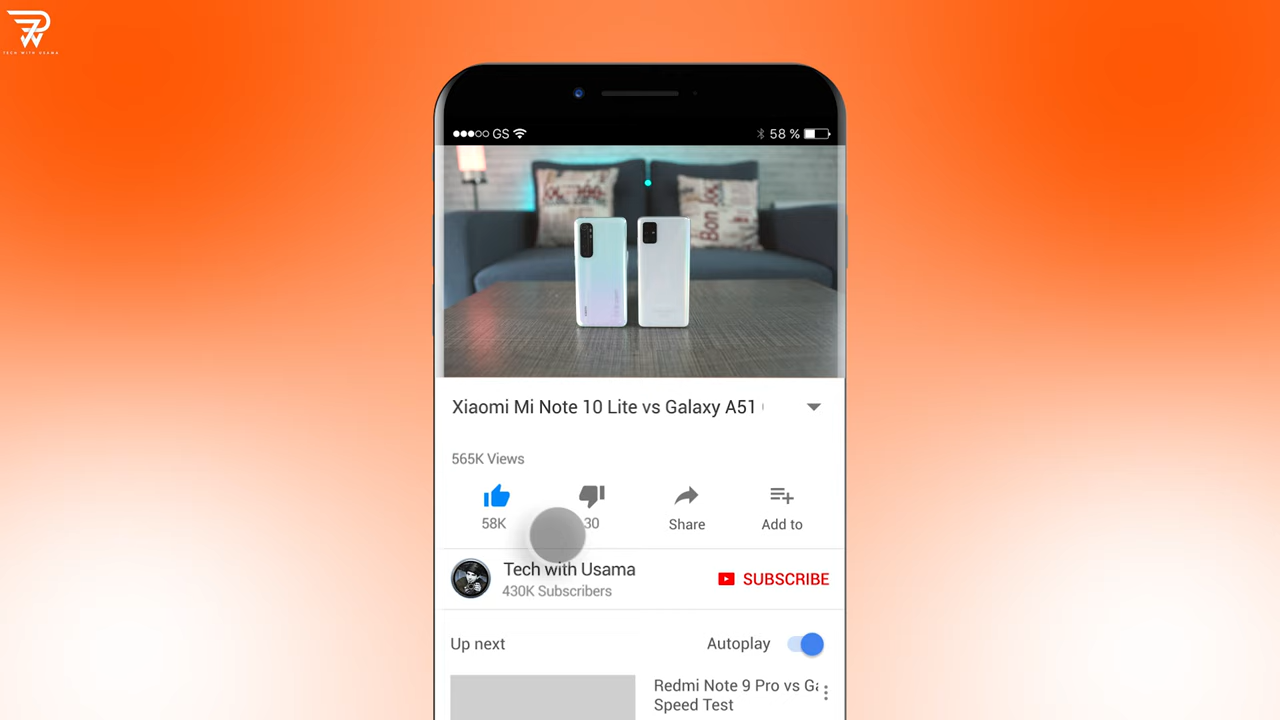 TECH WITH USAMA
GS
58 %
Bon
Xiaomi Mi Note 10 Lite vs Galaxy A51
565K Views
58K
30
Share
Add to
Tech with Usama
430K Subscribers
SUBSCRIBE
Up next
Autoplay
Redmi Note 9 Pro vs Ga
Speed Test